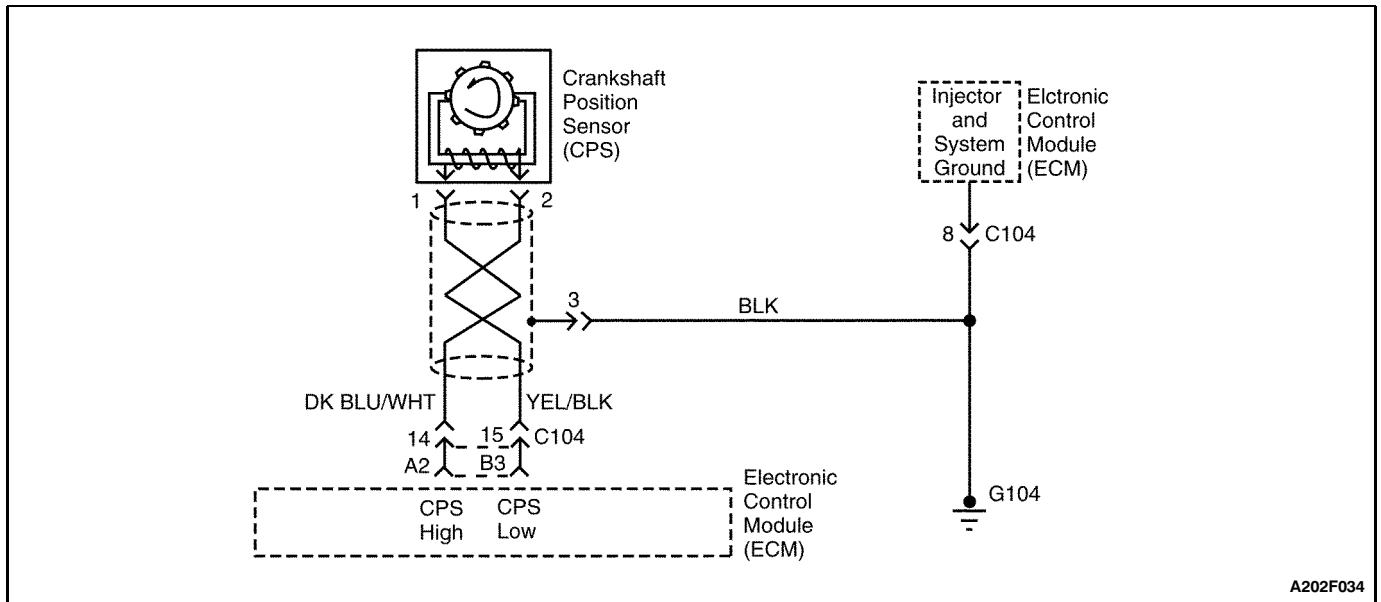 Crankshaft
Position
Sensor
(CPS)
Injector
and
System
Ground
Elctronic
Control
Module
(ECM)
1
2
8
C104
3
BLK
DK BLU/WHT
YEL/BLK
14
15
C104
A2
B3
CPS
High
CPS
Low
Electronic
Control
Module
(ECM)
G104
A202F034